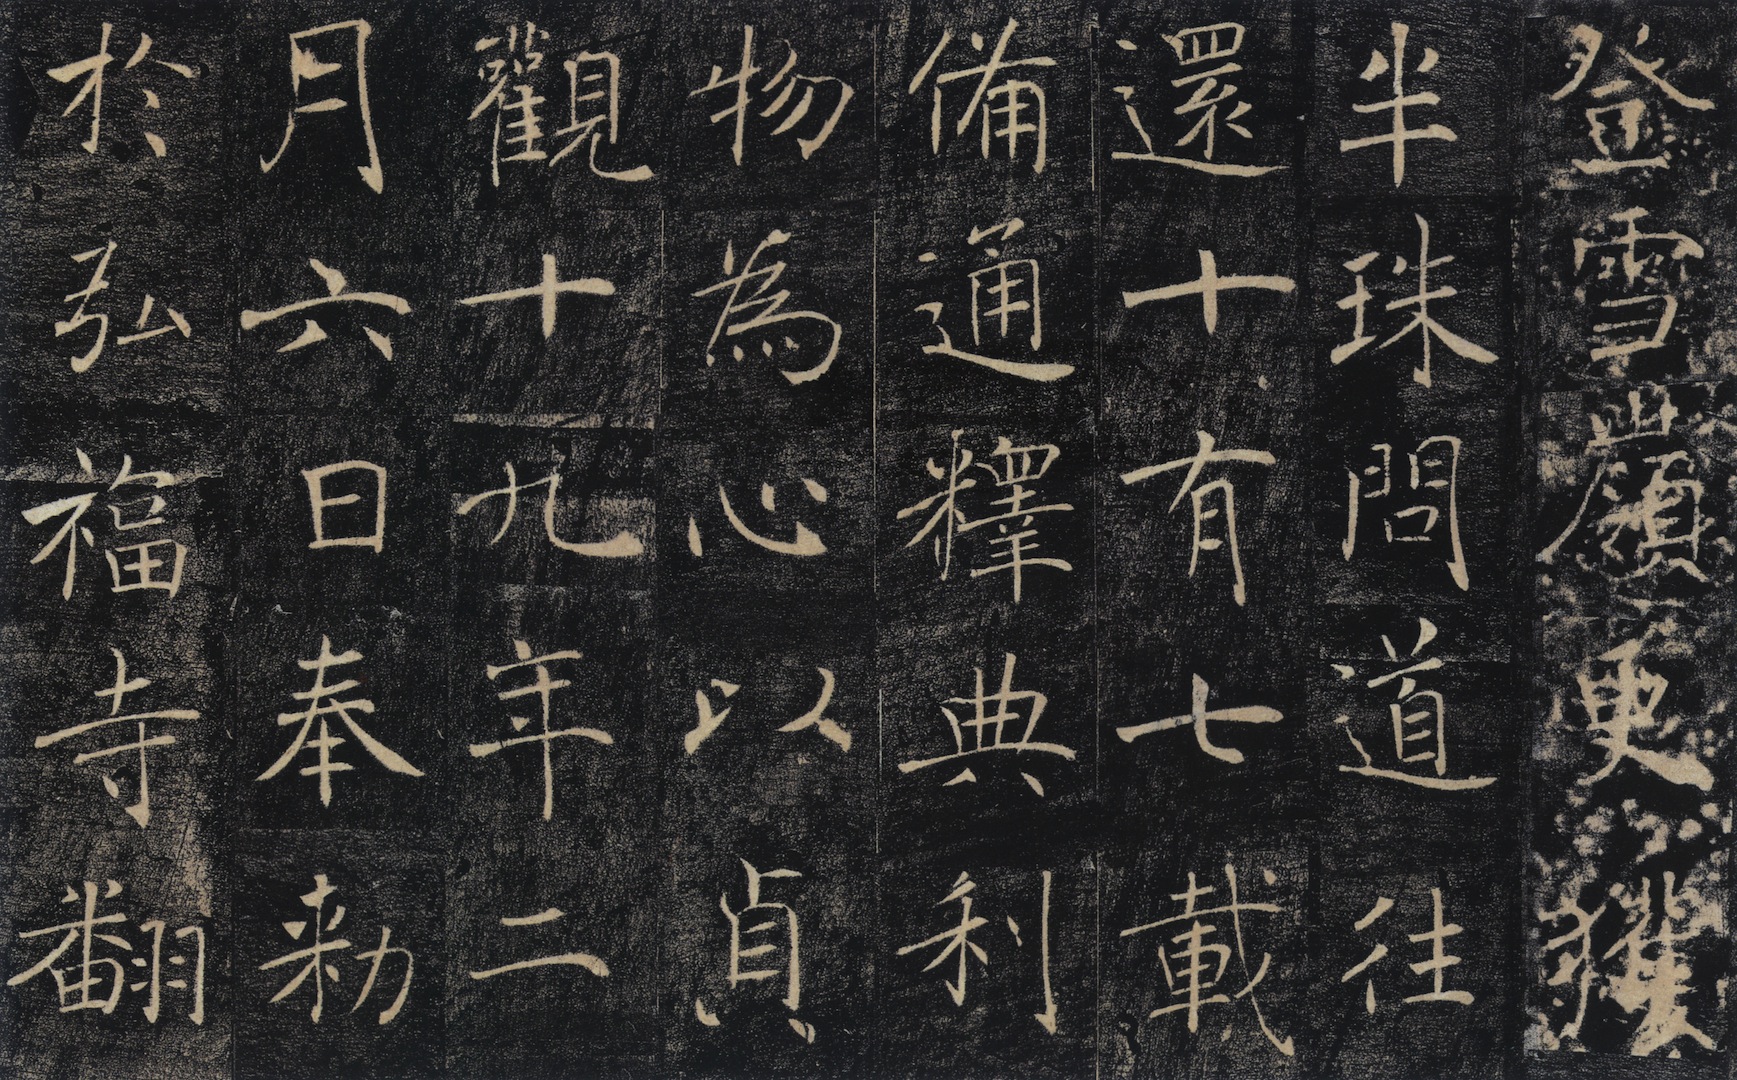 登雪嶺更獲
半珠問道往
還十有七載
備通釋典利
物為心以貞
觀十九年二
月六日奉勑
於弘福寺翻